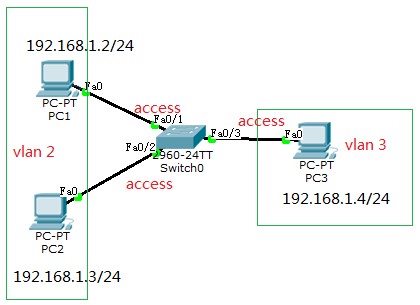 192.168.1.2/24
Fa0
PC-PT
PC1
access
Fa0/1
vlan 2
Fa0/2
2960-24TT
Switch0
access
Fa0/3
access
Fa0
PC-PT
PC3
vlan 3
192.168.1.4/24
Fa0
PC-PT
PC2
192.168.1.3/24